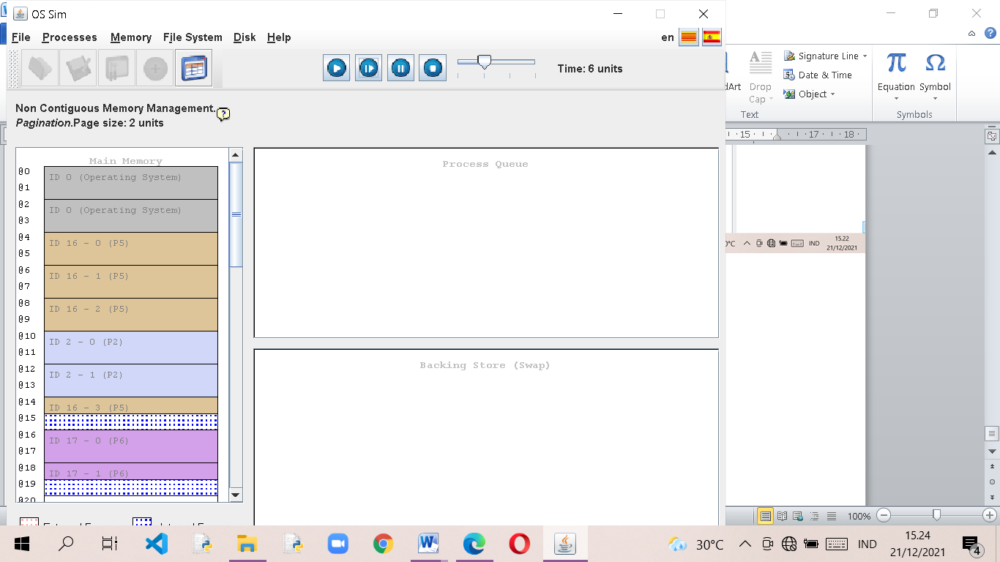 OS Sim
File Processes Memory File System Disk Help
en
Time: 6 units
Non Contiguous Memory Management.
Pagination.Page size: 2 units
?
Main Memory
@0 ID 0 (Operating System)
@1
@2 ID 0 (Operating System)
@3
@4 ID 16 - 0 (P5)
@5
@6 ID 16 - 1 (P5)
@7
@8 ID 16 - 2 (P5)
@9
@10 ID 2 - 0 (P2)
@11
@12 ID 2 - 1 (P2)
@13
@14 ID 16 - 3 (P5)
@15
@16 ID 17 - 0 (P6)
@17
@18 ID 17 - 1 (P6)
@19
@20
Process Queue
Backing Store (Swap)
Signature Line
Date & Time
Object
Drop
Cap
Text
π
Equation
Ω
Symbol
Symbols
15 17 18
IND
15.22
21/12/2021
100%
30°C
IND
15.24
21/12/2021
4